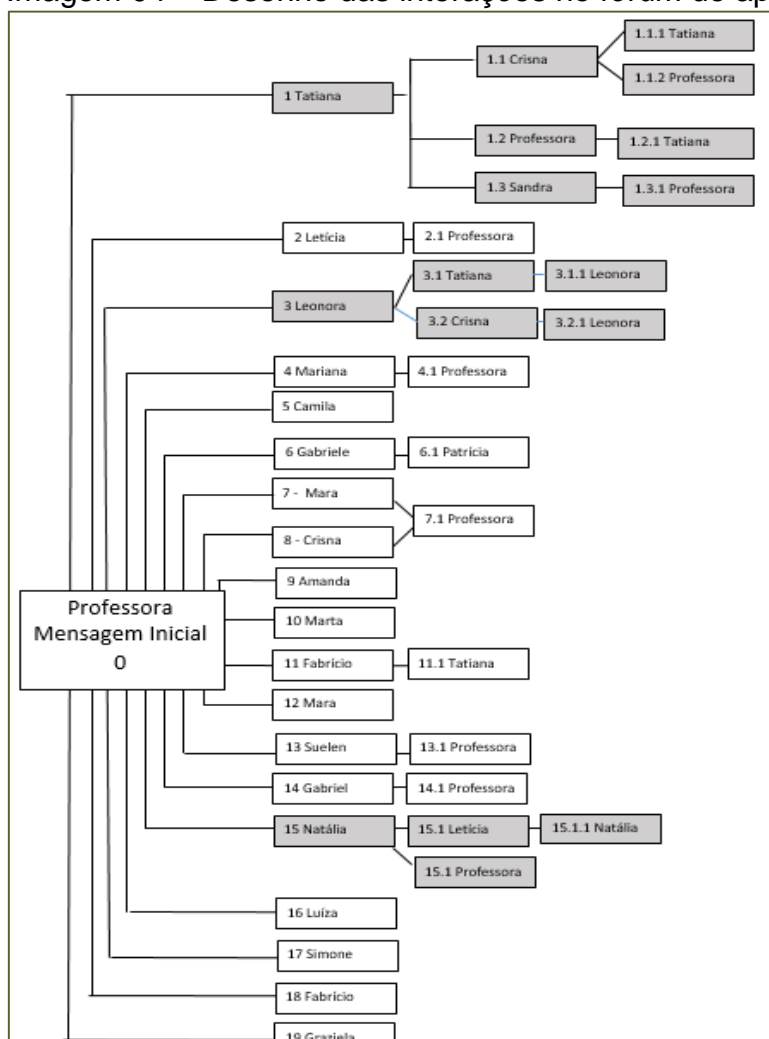 1 Tatiana
1.1 Crisna
1.1.1 Tatiana
1.1.2 Professora
1.2 Professora
1.2.1 Tatiana
1.3 Sandra
1.3.1 Professora
2 Letícia
2.1 Professora
3 Leonora
3.1 Tatiana
3.1.1 Leonora
3.2 Crisna
3.2.1 Leonora
4 Mariana
4.1 Professora
5 Camila
6 Gabriele
6.1 Patrícia
7 - Mara
7.1 Professora
8 - Crisna
9 Amanda
Professora
Mensagem Inicial
0
10 Marta
11 Fabrício
11.1 Tatiana
12 Mara
13 Suelen
13.1 Professora
14 Gabriel
14.1 Professora
15 Natália
15.1 Letícia
15.1.1 Natália
15.1 Professora
16 Luíza
17 Simone
18 Fabrício
19 Graziela